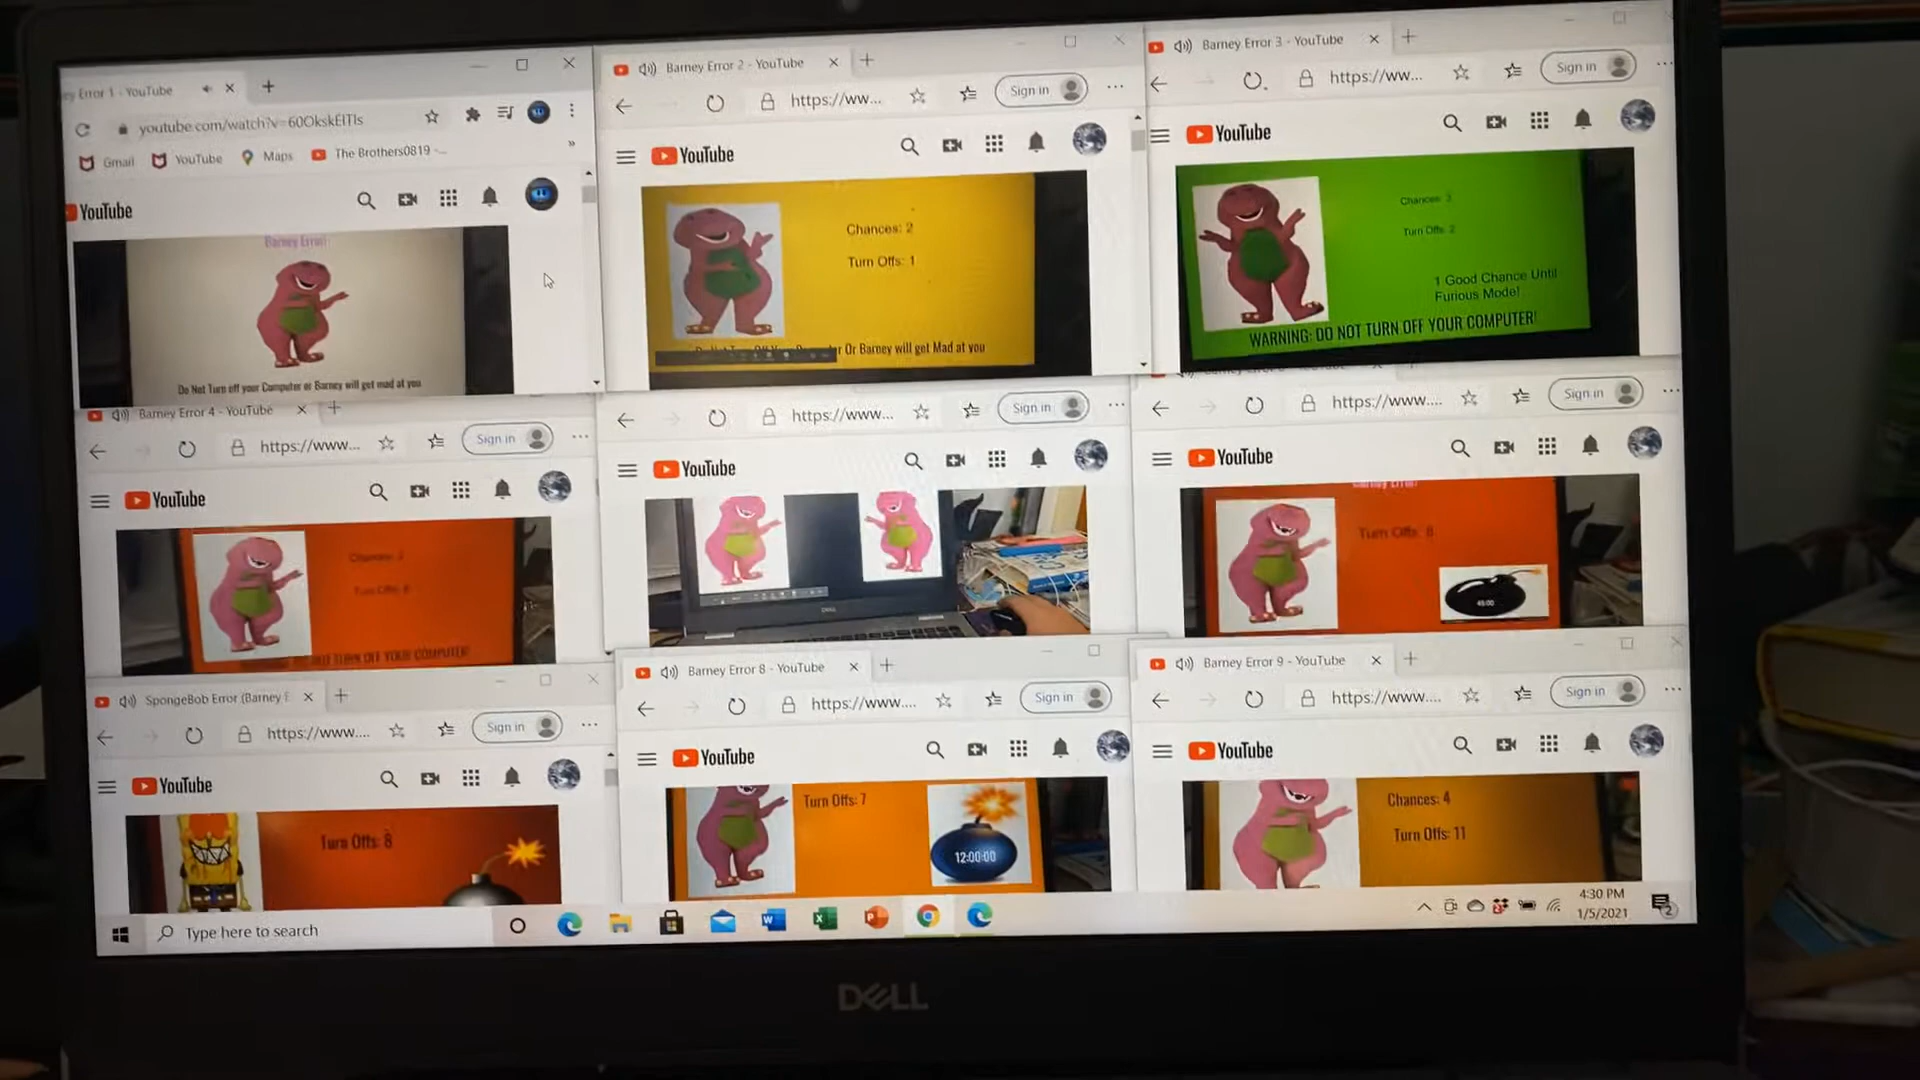 ey Error 1 - YouTube
youtube.com/watch?v=60OkskEITIs
Gmail
YouTube
Maps
The Brothers0819 -...
YouTube
Barney Error
Do Not Turn off your Computer or Barney will get mad at you
Barney Error 2 - YouTube
https://ww...
Sign in
YouTube
Chances: 2
Turn Offs: 1
r Or Barney will get Mad at you
Barney Error 3 - YouTube
https://ww...
Sign in
YouTube
Chances: 3
Turn Offs: 2
1 Good Chance Until
Furious Mode!
WARNING: DO NOT TURN OFF YOUR COMPUTER!
Barney Error 4 - YouTube
https://www...
Sign in
YouTube
TURN OFF YOUR COMPUTER!
https://www...
Sign in
YouTube
DELL
https://www....
Sign in
YouTube
Barney Error
Turn Offs: 8
45:00
SpongeBob Error (Barney E
https://www....
Sign in
YouTube
Turn Offs: 8
Barney Error 8 - YouTube
https://www....
Sign in
YouTube
Turn Offs: 7
12:00:00
Barney Error 9 - YouTube
https://www....
Sign in
YouTube
Chances: 4
Turn Offs: 11
Type here to search
4:30 PM
1/5/2021
2
DELL